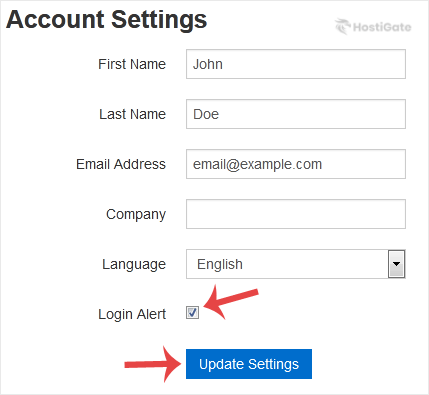 Account Settings
HostiGate
First Name
John
Last Name
Doe
Email Address
email@example.com
Company
Language
English
Login Alert
Update Settings